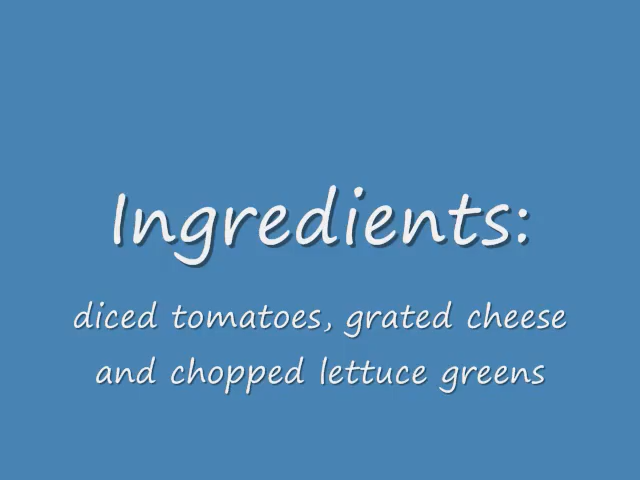 Ingredients:
diced tomatoes, grated cheese
and chopped lettuce greens